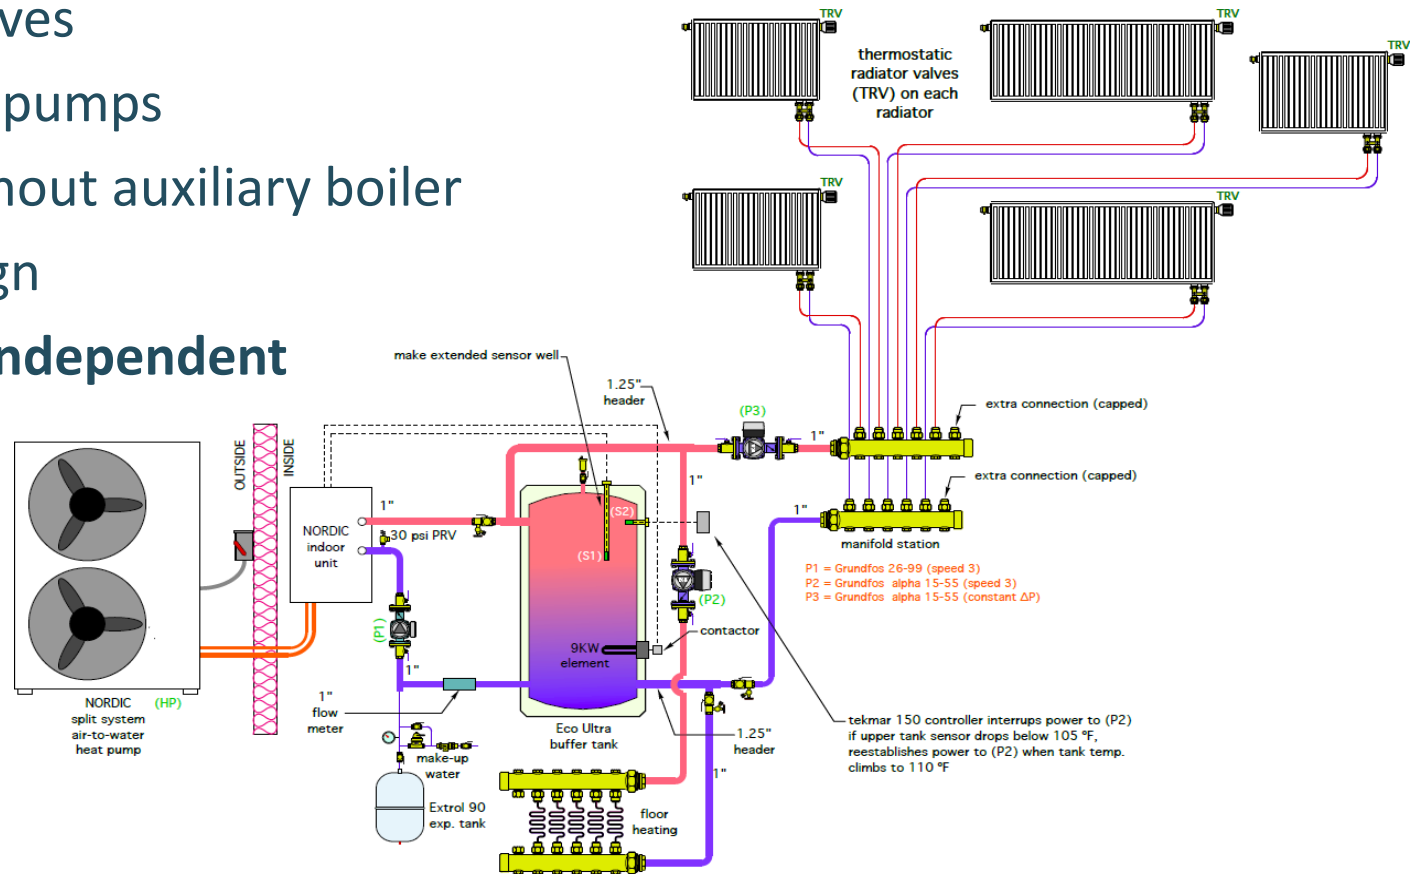 ves
pumps
hout auxiliary boiler
gn
ndependent
TRV
TRV
TRV
thermostatic
radiator valves
(TRV) on each
radiator
TRV
TRV
make extended sensor well
1.25"
header
(P3)
1"
extra connection (capped)
extra connection (capped)
OUTSIDE
INSIDE
1"
1"
1"
NORDIC
indoor
unit
30 psi PRV
(S2)
(S1)
manifold station
P1 = Grundfos 26-99 (speed 3)
P2 = Grundfos alpha 15-55 (speed 3)
P3 = Grundfos alpha 15-55 (constant ΔP)
(P1)
(P2)
contactor
9KW
element
1"
NORDIC (HP)
split system
air-to-water
heat pump
1"
flow
meter
Eco Ultra
buffer tank
1.25"
header
tekmar 150 controller interrups power to (P2)
if upper tank sensor drops below 105 ºF,
reestablishes power to (P2) when tank temp.
climbs to 110 ºF
make-up
water
1"
Extrol 90
exp. tank
floor
heating